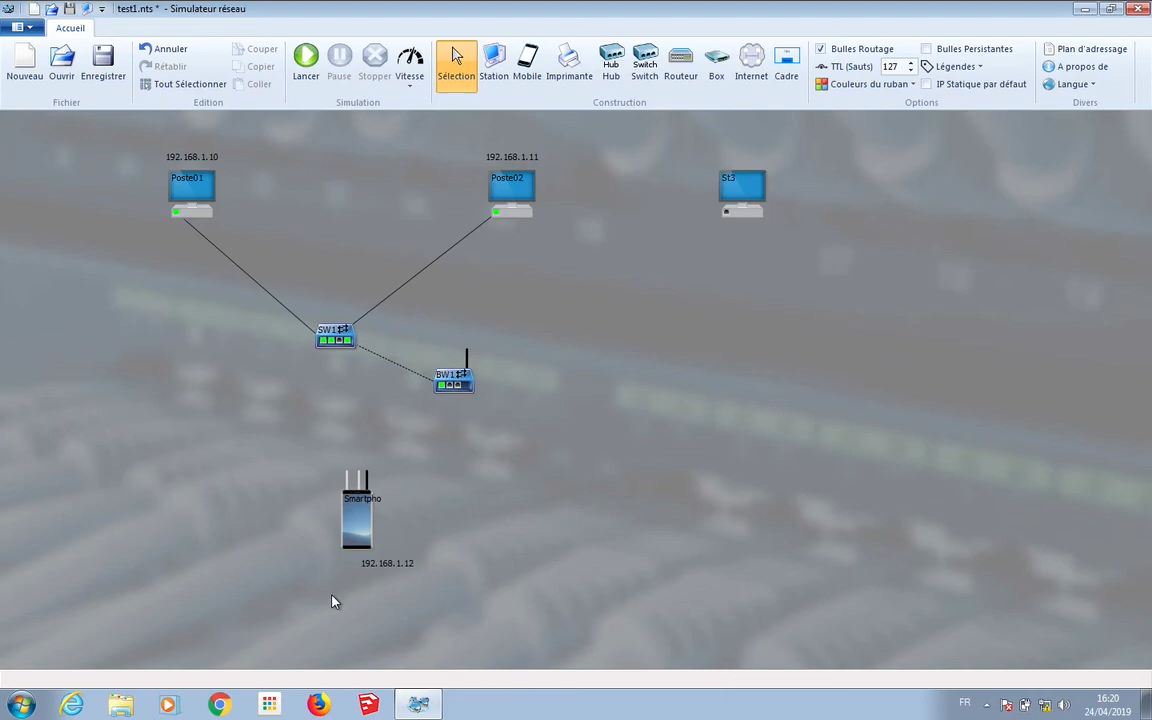 test1.nts * - Simulateur réseau
Accueil
Nouveau
Ouvrir
Enregistrer
Fichier
Annuler
Rétablir
Tout Sélectionner
Couper
Copier
Coller
Edition
Lancer
Pause
Stopper
Vitesse
Simulation
Sélection
Station
Mobile
Imprimante
Hub
Hub
Switch
Switch
Routeur
Box
Internet
Cadre
Construction
Bulles Routage
Bulles Persistantes
TTL (Sauts) 127
Légendes
Couleurs du ruban
IP Statique par défaut
Options
Plan d'adressage
A propos de
Langue
Divers
192.168.1.10
192.168.1.11
Poste01
Poste02
St3
SW1
BW1
Smartpho
192.168.1.12
FR
16:20
24/04/2019